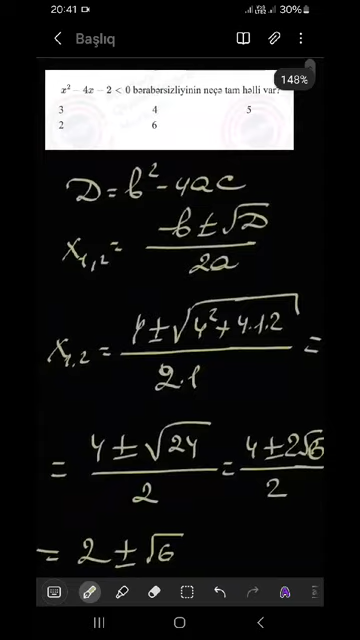 20:41 30%
Başlıq
148%
x² − 4x − 2 < 0 bərabərsizliyinin neçə tam həlli var?
3 4 5
2 6
D = b² - 4ac
x₁,₂ = (-b ± √D) / 2a
x₁,₂ = (4 ± √(4² + 4·1·2)) / 2·1 =
= (4 ± √24) / 2 = (4 ± 2√6) / 2
= 2 ± √6
A